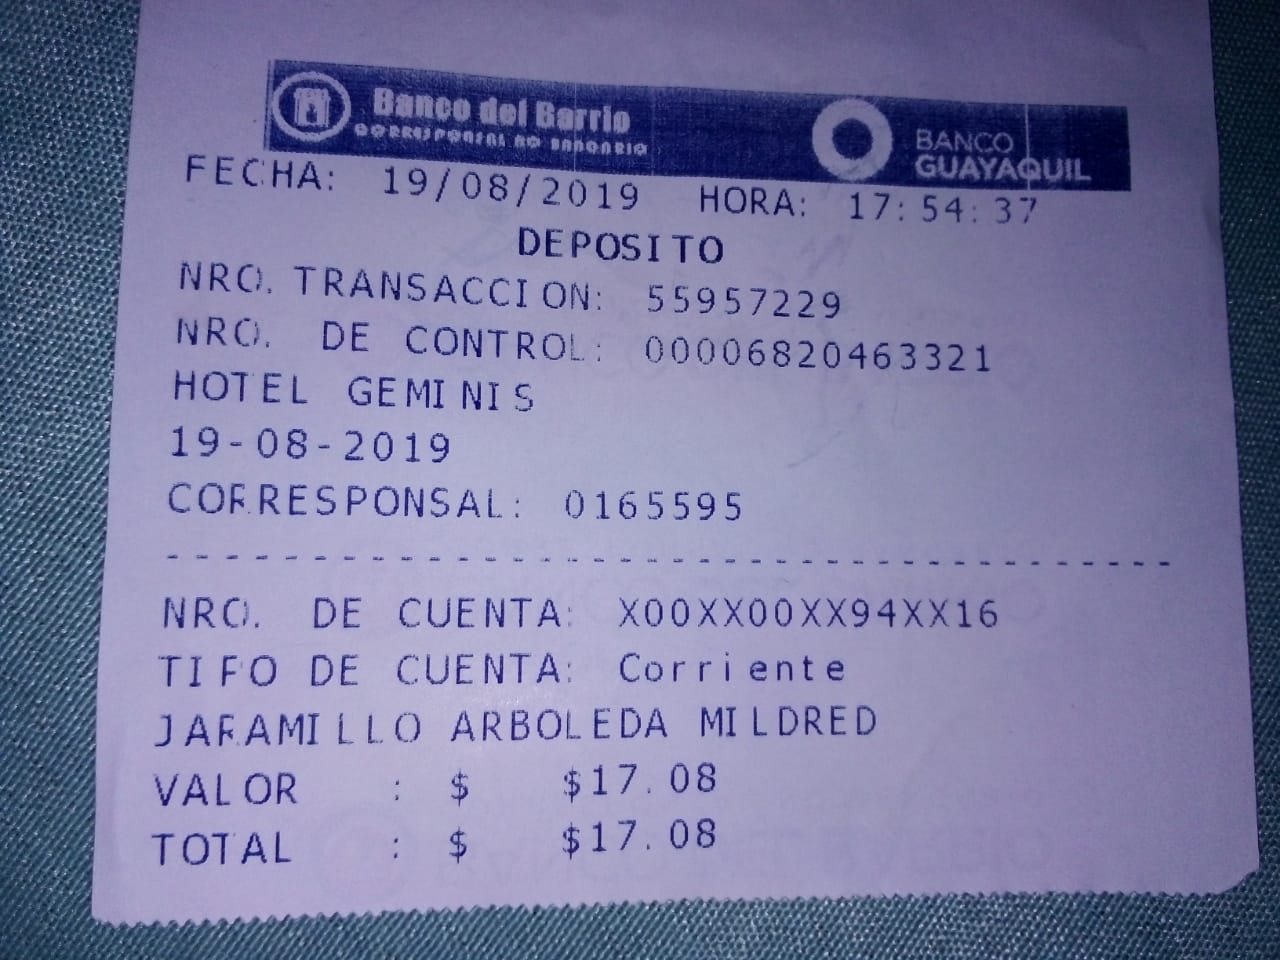 Banco del Barrio
CORRESPONSAL NO BANCARIO
BANCO
GUAYAQUIL
FECHA: 19/08/2019 HORA: 17:54:37
DEPOSITO
NRO. TRANSACCION: 55957229
NRO. DE CONTROL: 00006820463321
HOTEL GEMINIS
19-08-2019
CORRESPONSAL: 0165595
NRO. DE CUENTA: X00XX00XX94XX16
TIPO DE CUENTA: Corriente
JARAMILLO ARBOLEDA MILDRED
VALOR : $ $17.08
TOTAL : $ $17.08